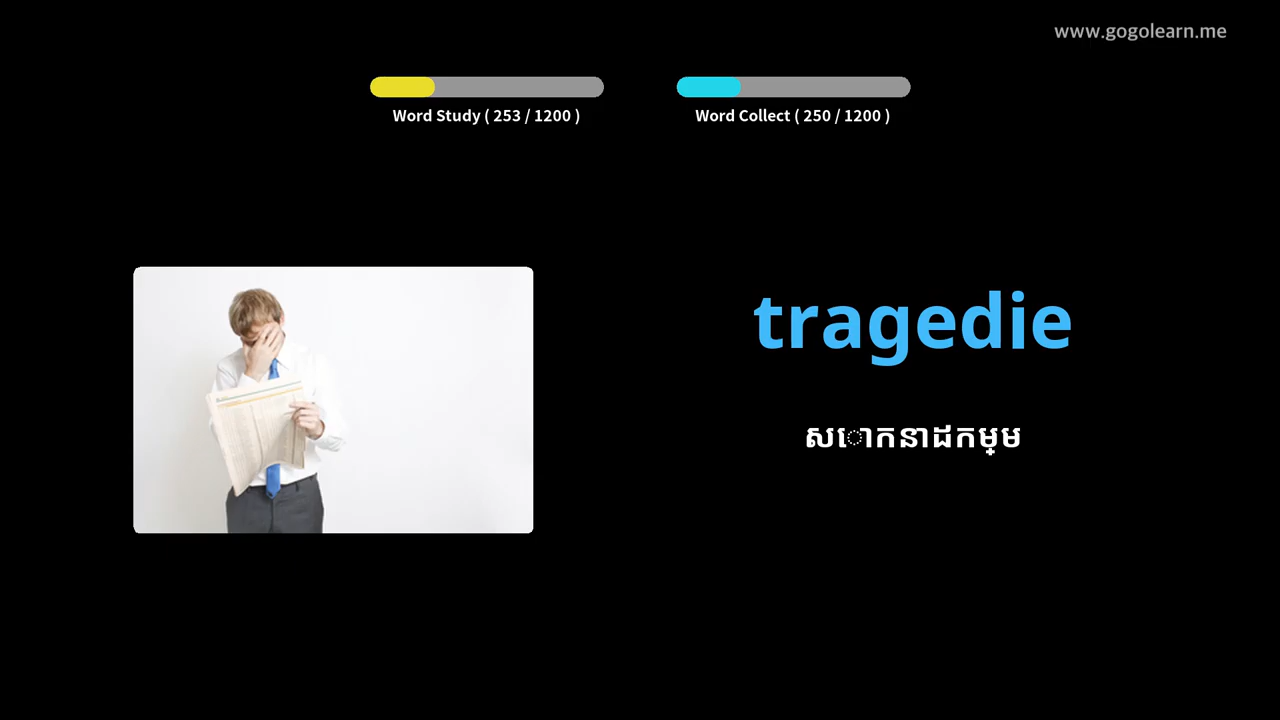 www.gogolearn.me
Word Study ( 253 / 1200 )
Word Collect ( 250 / 1200 )
tragedie
សោកនាដកម្ម